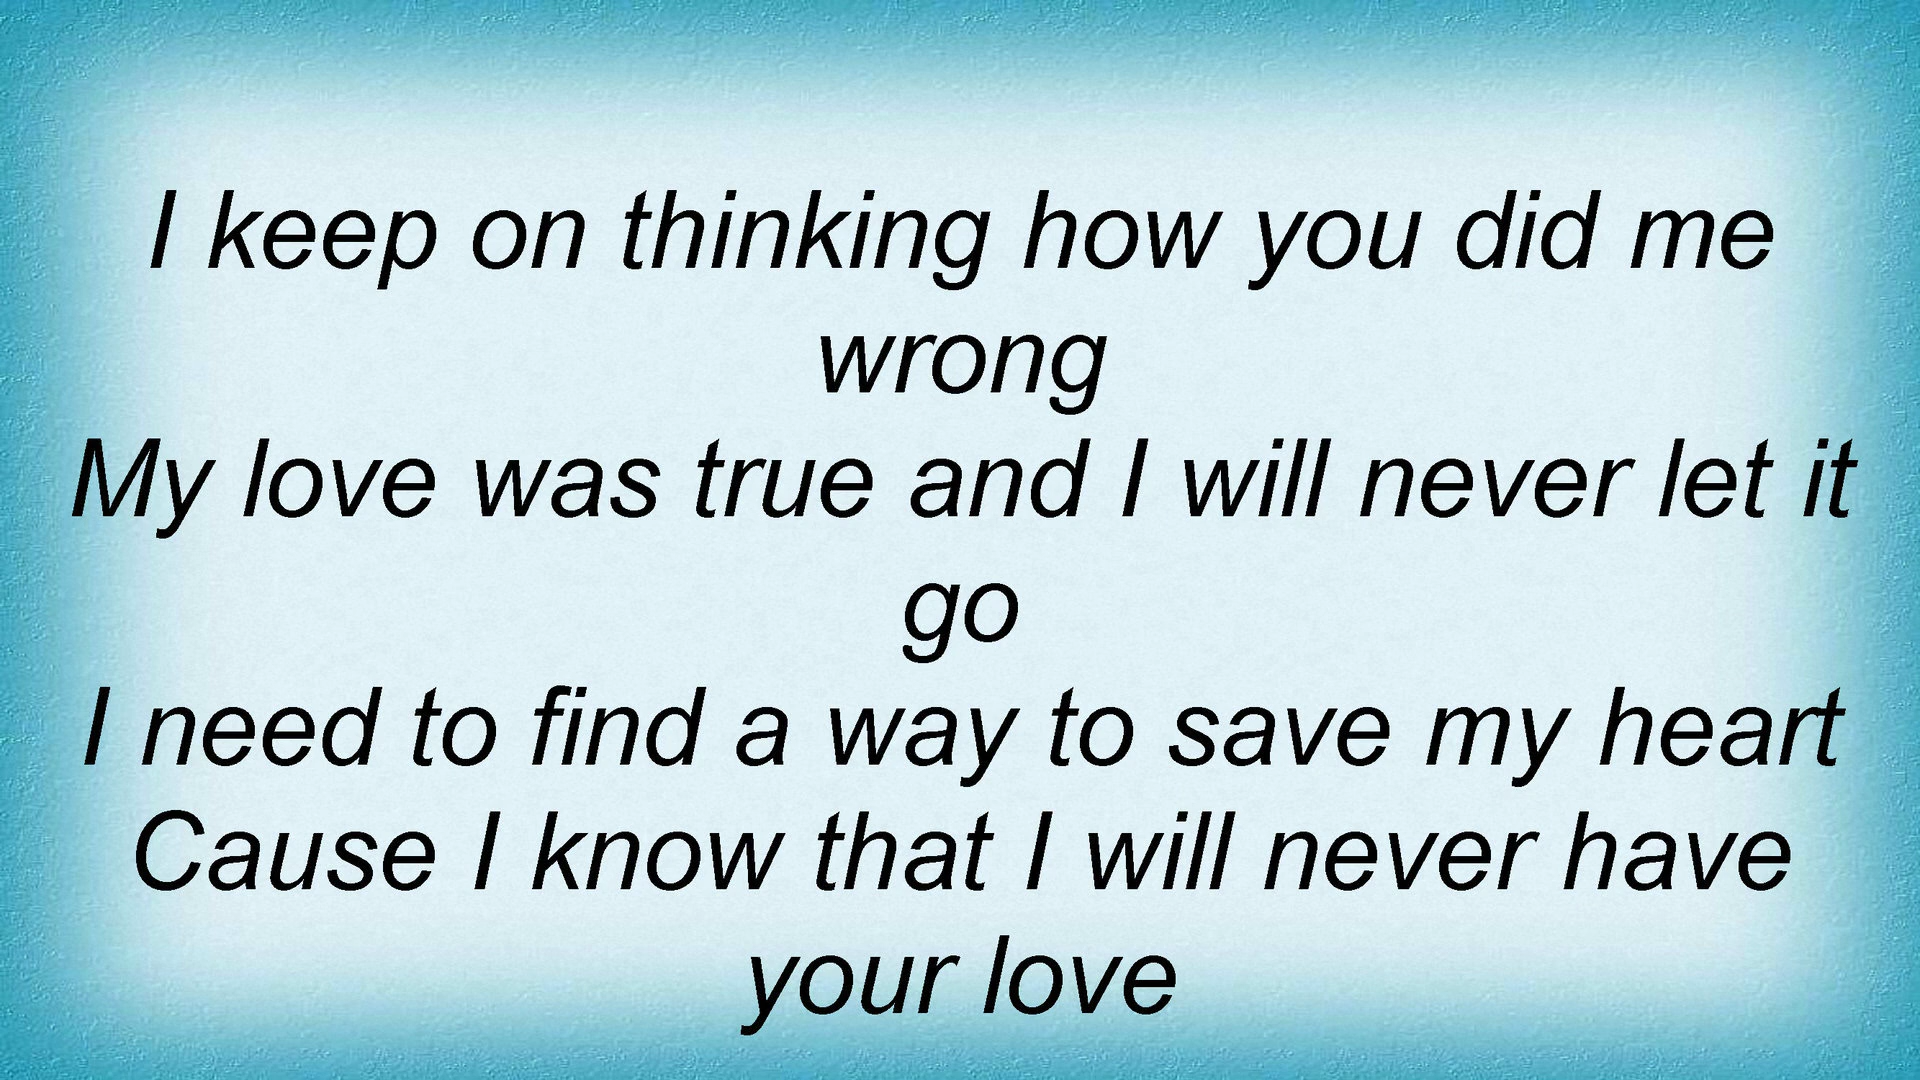 I keep on thinking how you did me
wrong
My love was true and I will never let it
go
I need to find a way to save my heart
Cause I know that I will never have
your love